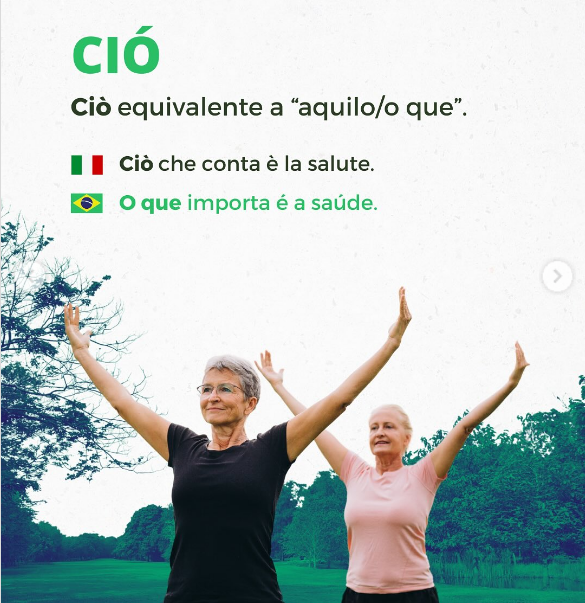 CIÓ
Ciò equivalente a “aquilo/o que”.
Ciò che conta è la salute.
O que importa é a saúde.